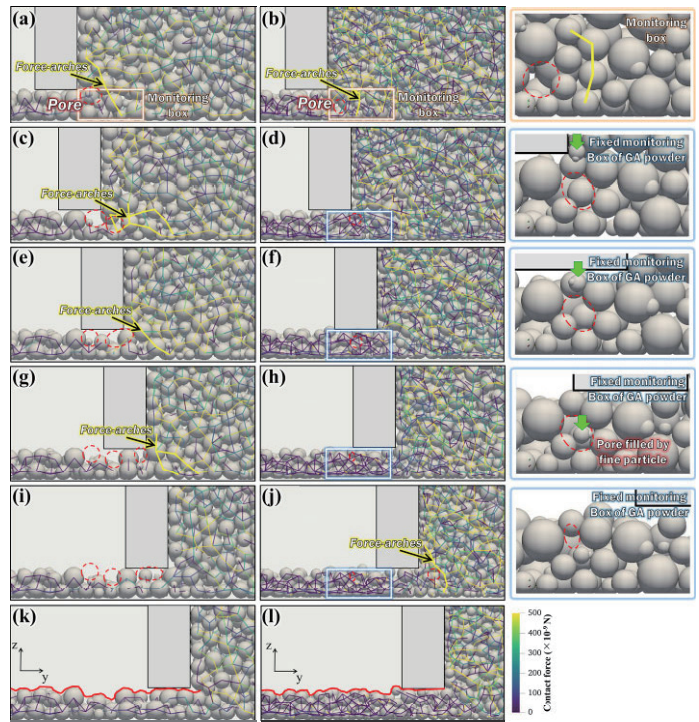 (a)
Force-arches
Pore
Monitoring
box
(b)
Force-arches
Pore
Monitoring
box
Monitoring
box
(c)
Force-arches
(d)
Fixed monitoring
Box of GA powder
(e)
Force-arches
(f)
Fixed monitoring
Box of GA powder
(g)
Force-arches
(h)
Fixed monitoring
Box of GA powder
Pore filled by
fine particle
(i)
(j)
Force-arches
Fixed monitoring
Box of GA powder
(k)
z
y
(l)
z
y
500
400
300
200
100
0
Contact force (×10⁻⁹ N)